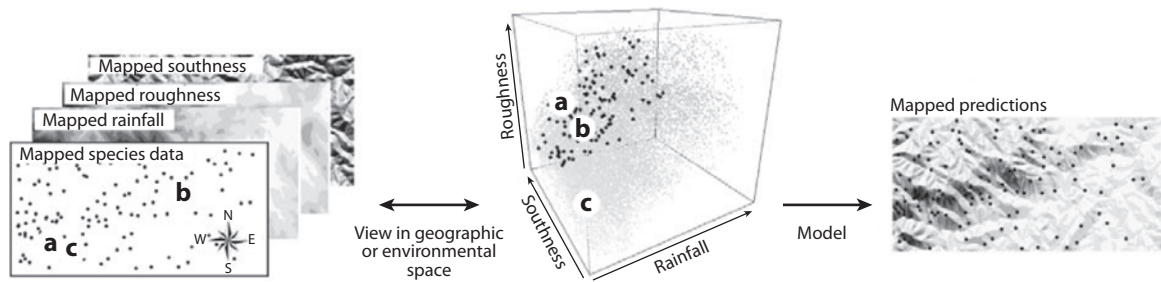 Mapped southness
Mapped roughness
Mapped rainfall
Mapped species data
b
a
c
N
W
E
S
View in geographic
or environmental
space
Roughness
Southness
Rainfall
a
b
c
Model
Mapped predictions